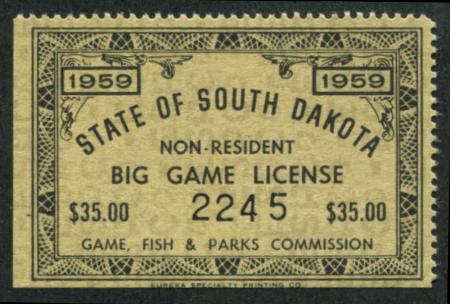 1959 1959
STATE OF SOUTH DAKOTA
NON-RESIDENT
BIG GAME LICENSE
$35.00 2245 $35.00
GAME, FISH & PARKS COMMISSION
EUREKA SPECIALTY PRINTING CO.